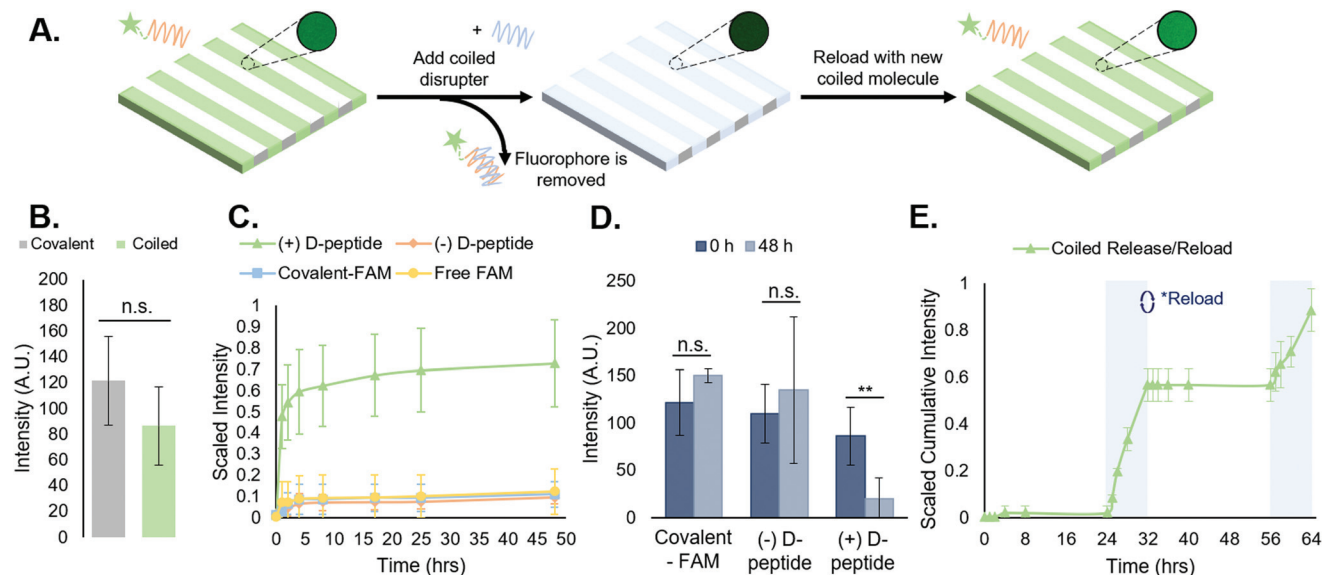 A.
+
Add coiled
disrupter
Fluorophore is
removed
Reload with new
coiled molecule
B.
Covalent Coiled
Intensity (A.U.)
200
180
160
140
120
100
80
60
40
20
0
n.s.
C.
(+) D-peptide (-) D-peptide
Covalent-FAM Free FAM
Scaled Intensity
1
0.9
0.8
0.7
0.6
0.5
0.4
0.3
0.2
0.1
0
0 5 10 15 20 25 30 35 40 45 50
Time (hrs)
D.
0 h 48 h
Intensity (A.U.)
250
200
150
100
50
0
n.s.
n.s.
**
Covalent
- FAM
(-) D-
peptide
(+) D-
peptide
E.
Coiled Release/Reload
Scaled Cumulative Intensity
1
0.8
0.6
0.4
0.2
0
*Reload
0 8 16 24 32 40 48 56 64
Time (hrs)